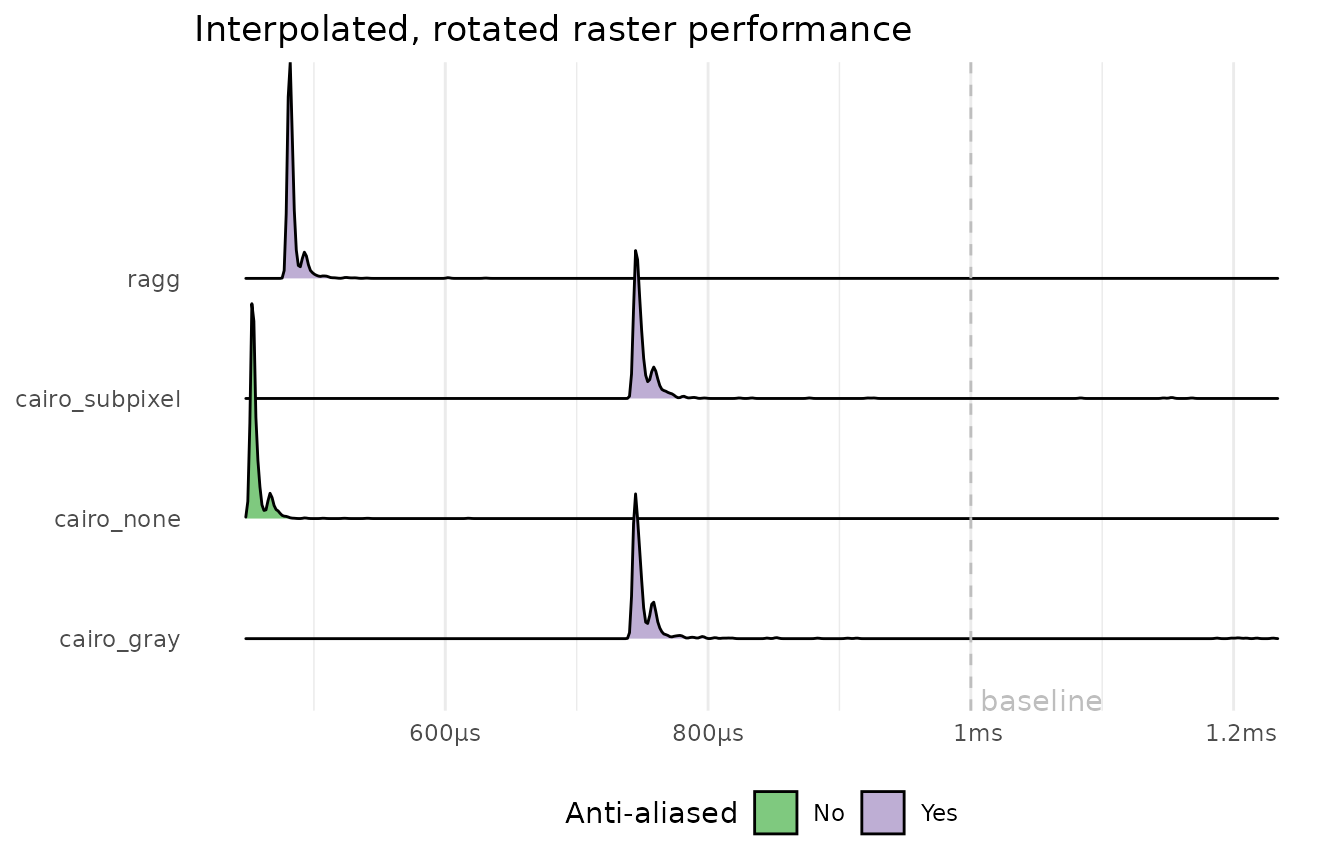 Interpolated, rotated raster performance
ragg
cairo_subpixel
cairo_none
cairo_gray
baseline
600µs 800µs 1ms 1.2ms
Anti-aliased No Yes